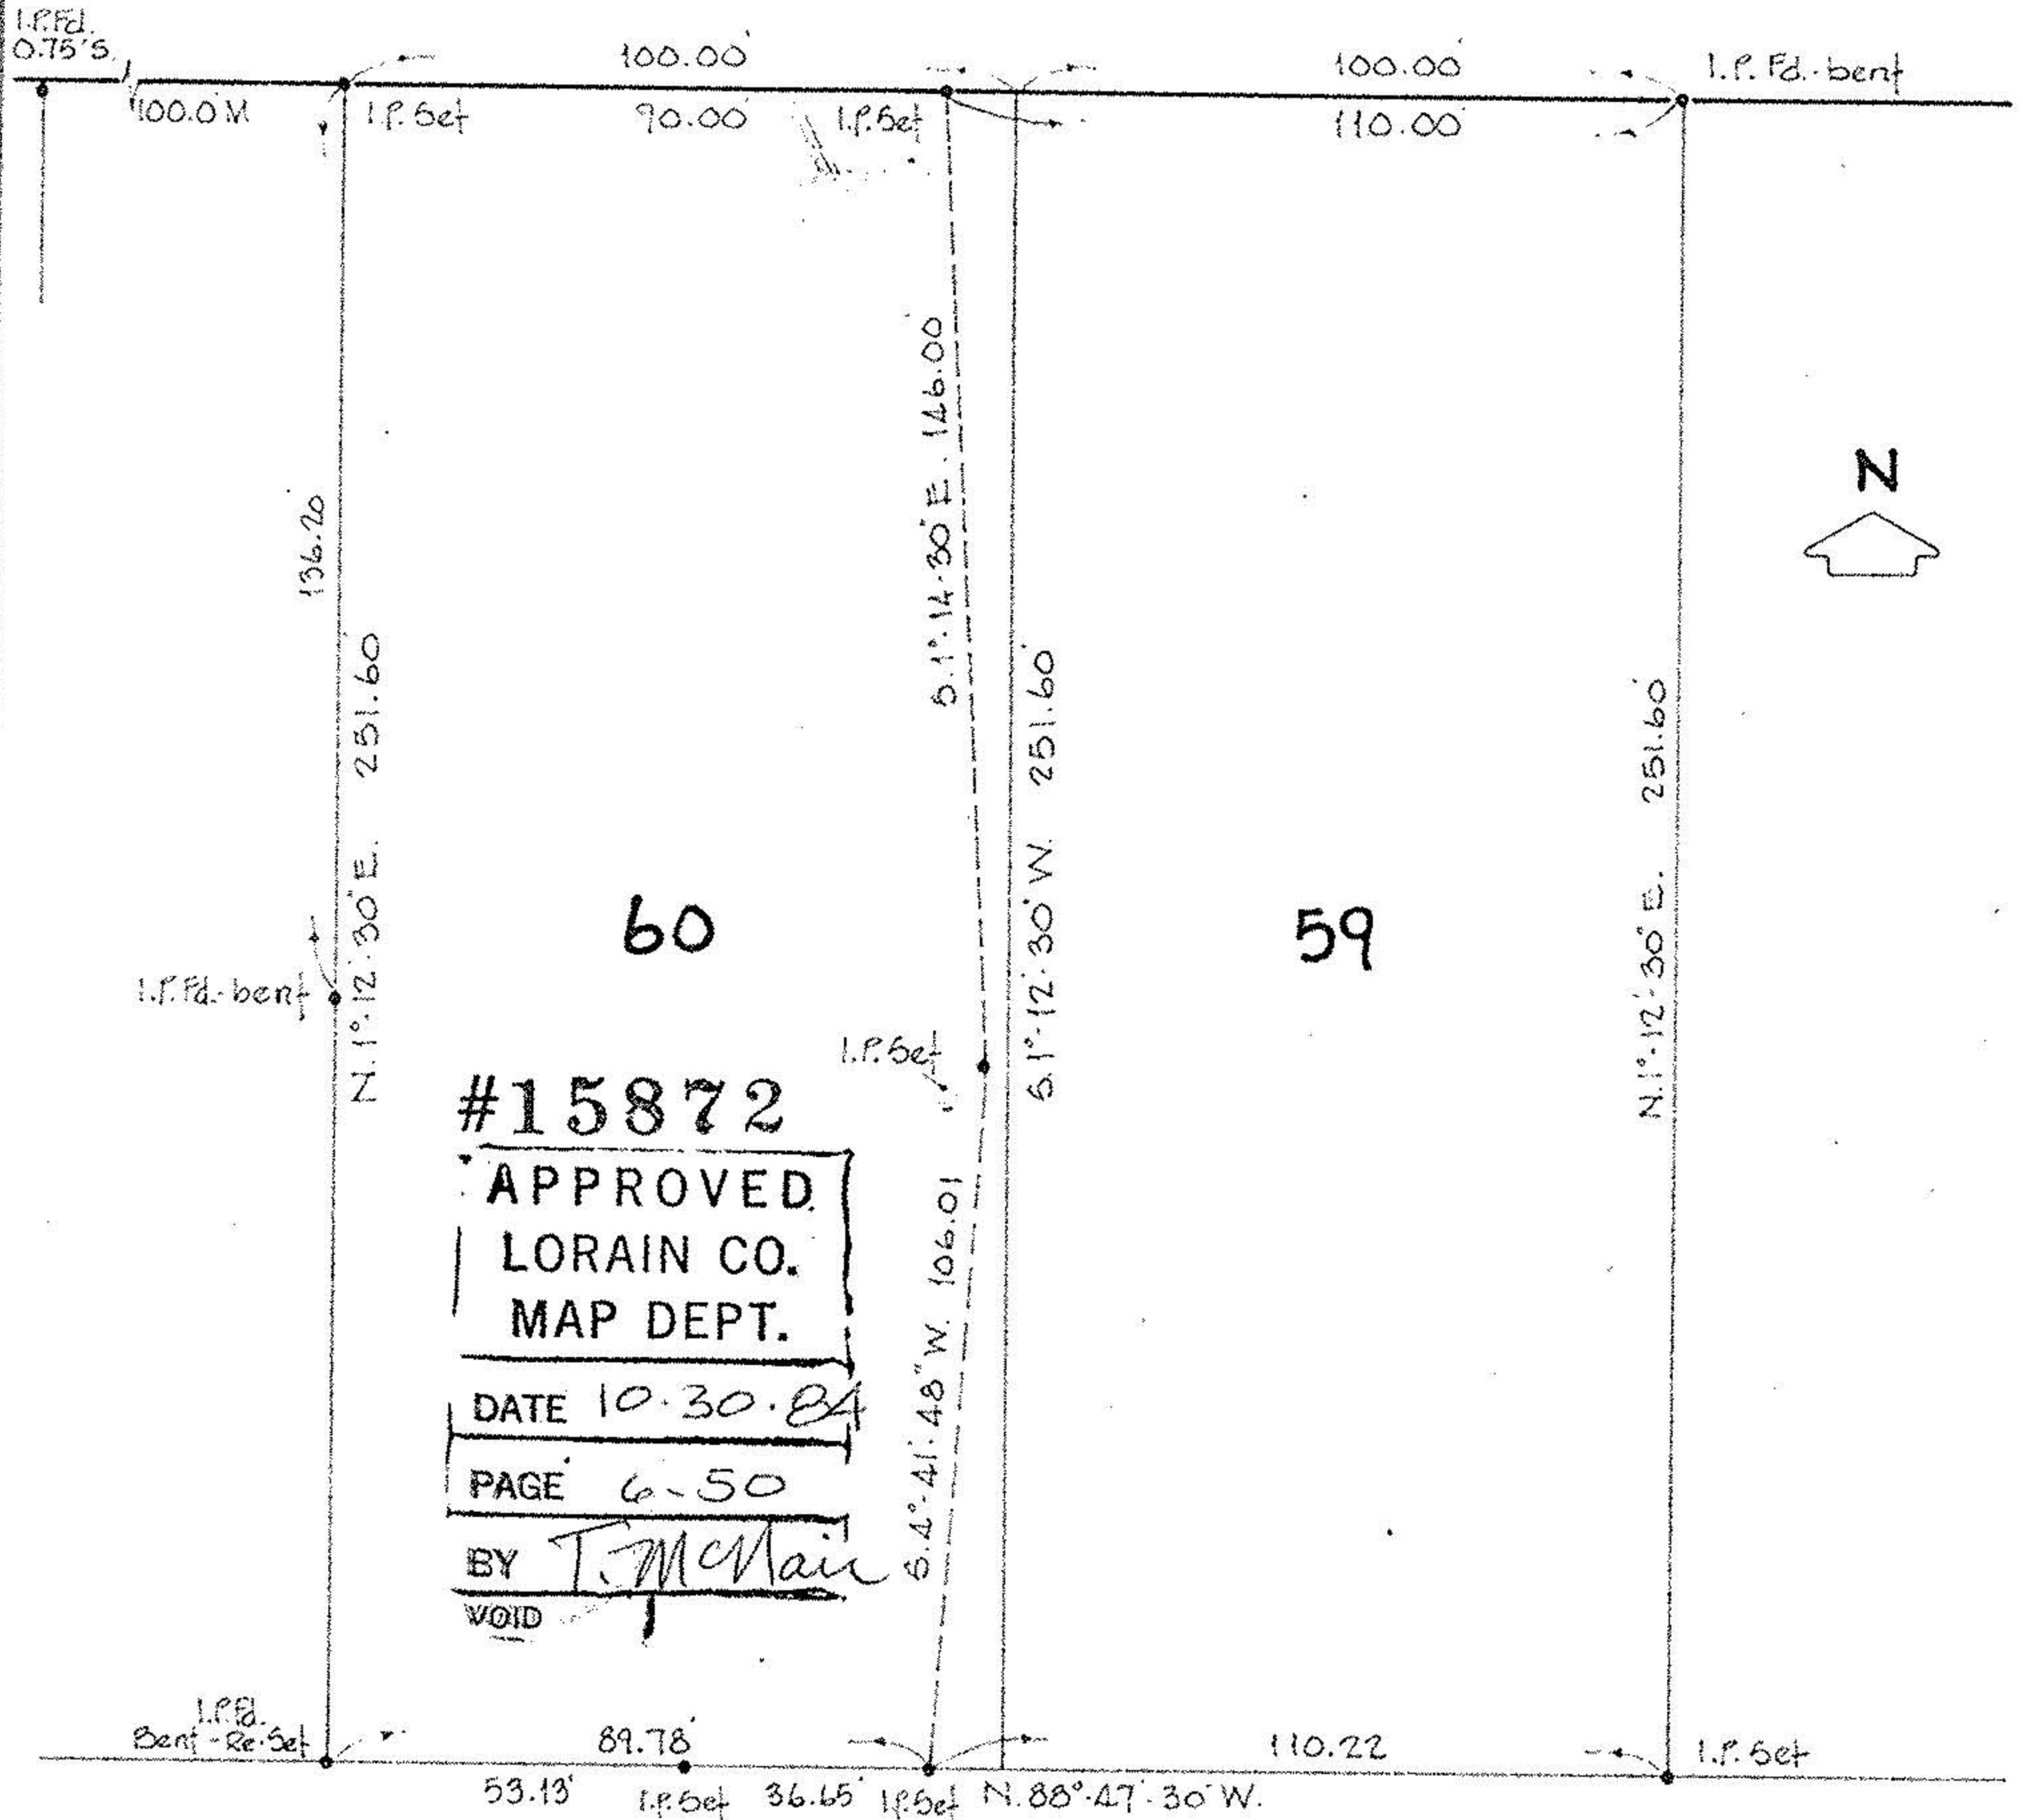 I.P.Fd.
0.75'S.
100.00'
100.00'
I.P. Fd.-bent
100.0 M
I.P. Set
90.00'
I.P. Set
110.00'
S. 1°-14'-30" E. 146.00
136.20
N
N. 1°-12'-30" E. 251.60
S. 1°-12'-30" W. 251.60'
N. 1°-12'-30" E. 251.60'
60
59
I.P. Fd.-bent
I.P. Set
#15872
APPROVED
LORAIN CO.
MAP DEPT.
DATE 10-30-84
PAGE 6-50
BY T. McNair
VOID
S. 4°-41'-48" W. 106.01
I.P. Fd.
Bent-Re-Set
89.78'
110.22
I.P. Set
53.13'
I.P. Set
36.65'
I.P. Set
N. 88°-47'-30" W.